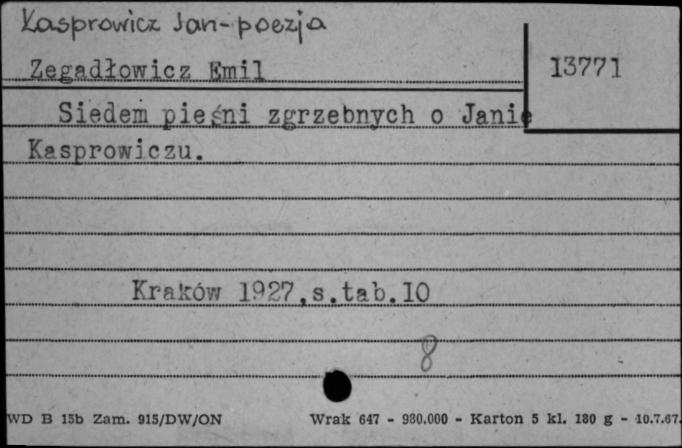 Kasprowicz Jan-poezja
Zegadłowicz Emil
13771
Siedem pieśni zgrzebnych o Janie
Kasprowiczu.
Kraków 1927,s.tab.10
8
WD B 15b Zam. 915/DW/ON
Wrak 647 - 930.000 - Karton 5 kl. 180 g - 10.7.67.